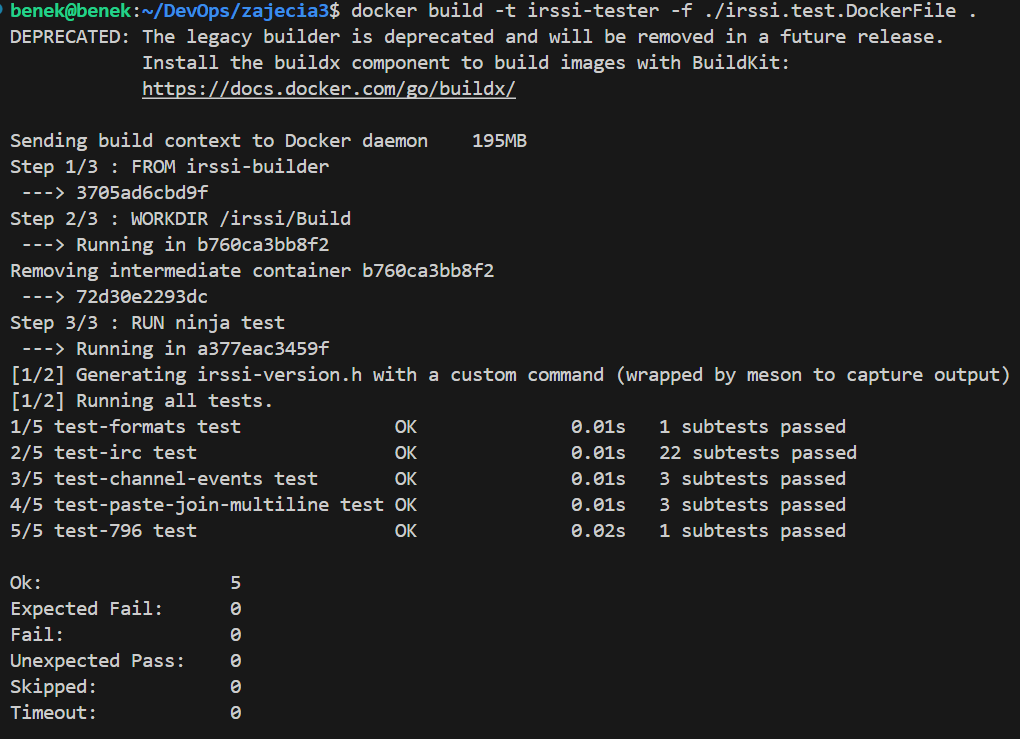 benek@benek:~/DevOps/zajecia3$ docker build -t irssi-tester -f ./irssi.test.DockerFile .
DEPRECATED: The legacy builder is deprecated and will be removed in a future release.
            Install the buildx component to build images with BuildKit:
            https://docs.docker.com/go/buildx/

Sending build context to Docker daemon    195MB
Step 1/3 : FROM irssi-builder
 ---> 3705ad6cbd9f
Step 2/3 : WORKDIR /irssi/Build
 ---> Running in b760ca3bb8f2
Removing intermediate container b760ca3bb8f2
 ---> 72d30e2293dc
Step 3/3 : RUN ninja test
 ---> Running in a377eac3459f
[1/2] Generating irssi-version.h with a custom command (wrapped by meson to capture output)
[1/2] Running all tests.
1/5 test-formats test              OK              0.01s   1 subtests passed
2/5 test-irc test                  OK              0.01s   22 subtests passed
3/5 test-channel-events test       OK              0.01s   3 subtests passed
4/5 test-paste-join-multiline test OK              0.01s   3 subtests passed
5/5 test-796 test                  OK              0.02s   1 subtests passed

Ok:                 5
Expected Fail:      0
Fail:               0
Unexpected Pass:    0
Skipped:            0
Timeout:            0